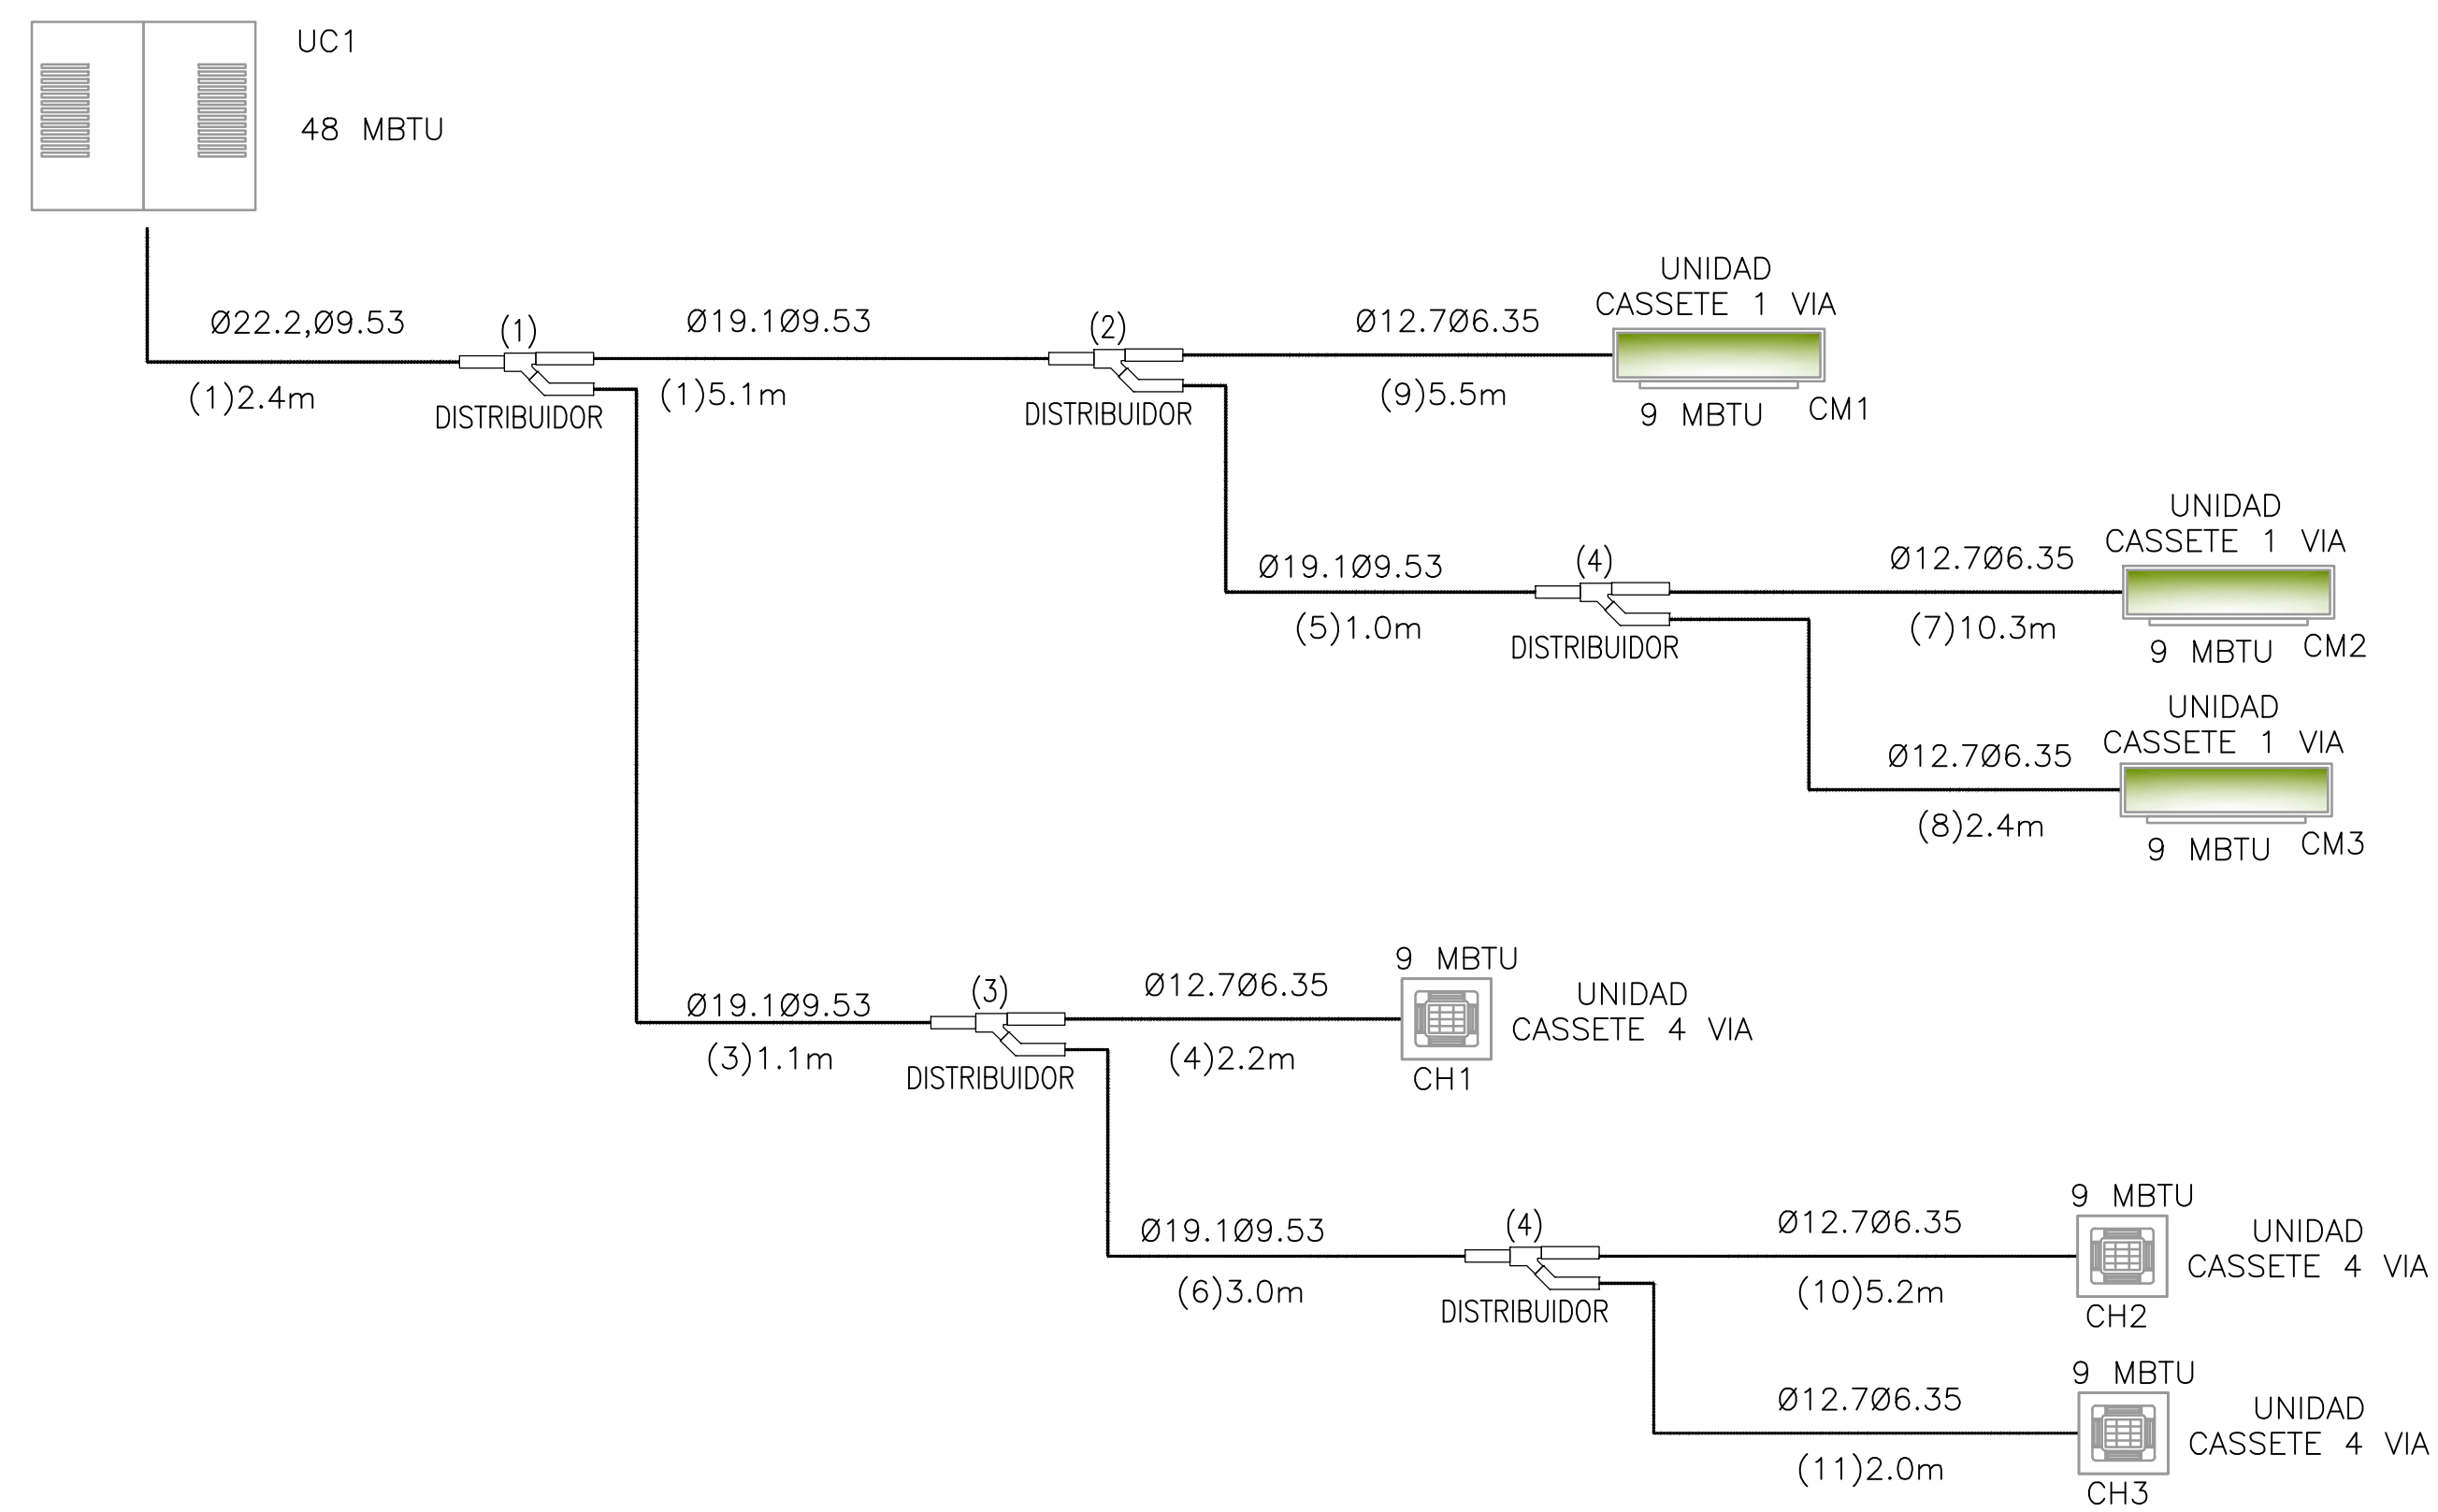 UC1
48 MBTU
Ø22.2,Ø9.53
(1)2.4m
(1)
DISTRIBUIDOR
Ø19.1Ø9.53
(1)5.1m
(2)
DISTRIBUIDOR
Ø12.7Ø6.35
(9)5.5m
UNIDAD
CASSETE 1 VIA
9 MBTU
CM1
Ø19.1Ø9.53
(5)1.0m
(4)
DISTRIBUIDOR
Ø12.7Ø6.35
(7)10.3m
UNIDAD
CASSETE 1 VIA
9 MBTU
CM2
Ø12.7Ø6.35
(8)2.4m
UNIDAD
CASSETE 1 VIA
9 MBTU
CM3
Ø19.1Ø9.53
(3)1.1m
(3)
DISTRIBUIDOR
Ø12.7Ø6.35
(4)2.2m
9 MBTU
UNIDAD
CASSETE 4 VIA
CH1
Ø19.1Ø9.53
(6)3.0m
(4)
DISTRIBUIDOR
Ø12.7Ø6.35
(10)5.2m
9 MBTU
UNIDAD
CASSETE 4 VIA
CH2
Ø12.7Ø6.35
(11)2.0m
9 MBTU
UNIDAD
CASSETE 4 VIA
CH3